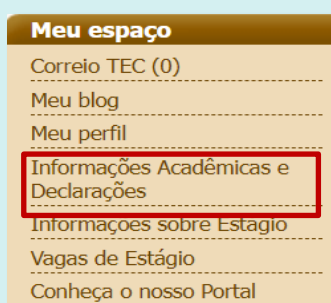 Meu espaço
Correio TEC (0)
Meu blog
Meu perfil
Informações Acadêmicas e
Declarações
Informações sobre Estágio
Vagas de Estágio
Conheça o nosso Portal